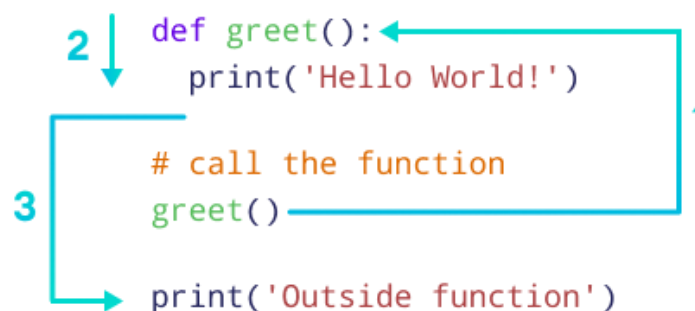 2 def greet():
print('Hello World!')
# call the function
3 greet()
print('Outside function')